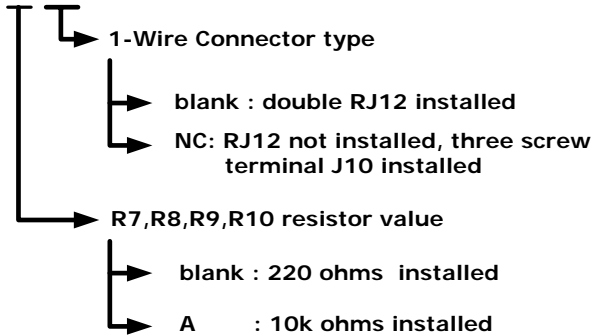 1-Wire Connector type
blank : double RJ12 installed
NC: RJ12 not installed, three screw
terminal J10 installed
R7,R8,R9,R10 resistor value
blank : 220 ohms installed
A : 10k ohms installed